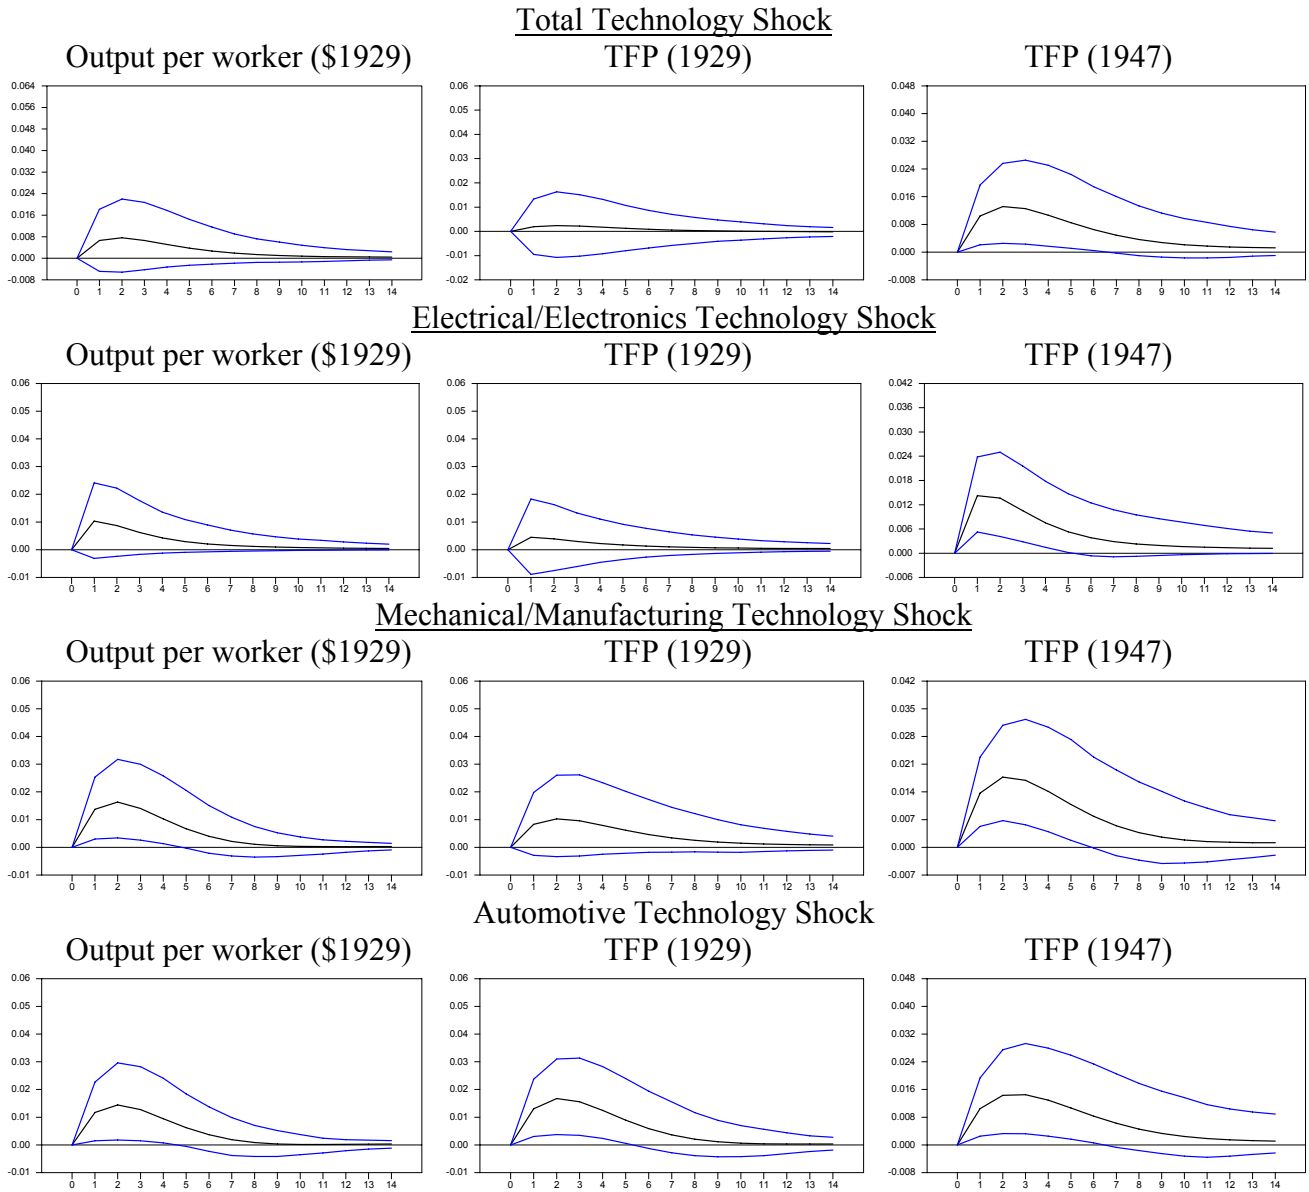 Total Technology Shock
Output per worker ($1929) TFP (1929) TFP (1947)
0.064 0.06 0.048
0.056 0.05 0.040
0.048 0.04 0.032
0.040 0.03 0.024
0.032 0.02 0.016
0.024 0.01 0.008
0.016 0.00 0.000
0.008 -0.01 -0.008
0.000 -0.02
-0.008
0 1 2 3 4 5 6 7 8 9 10 11 12 13 14 0 1 2 3 4 5 6 7 8 9 10 11 12 13 14 0 1 2 3 4 5 6 7 8 9 10 11 12 13 14
Electrical/Electronics Technology Shock
Output per worker ($1929) TFP (1929) TFP (1947)
0.06 0.06 0.042
0.05 0.05 0.036
0.04 0.04 0.030
0.03 0.03 0.024
0.02 0.02 0.018
0.01 0.01 0.012
0.00 0.00 0.006
-0.01 -0.01 0.000
-0.006
0 1 2 3 4 5 6 7 8 9 10 11 12 13 14 0 1 2 3 4 5 6 7 8 9 10 11 12 13 14 0 1 2 3 4 5 6 7 8 9 10 11 12 13 14
Mechanical/Manufacturing Technology Shock
Output per worker ($1929) TFP (1929) TFP (1947)
0.06 0.06 0.042
0.05 0.05 0.035
0.04 0.04 0.028
0.03 0.03 0.021
0.02 0.02 0.014
0.01 0.01 0.007
0.00 0.00 0.000
-0.01 -0.01 -0.007
0 1 2 3 4 5 6 7 8 9 10 11 12 13 14 0 1 2 3 4 5 6 7 8 9 10 11 12 13 14 0 1 2 3 4 5 6 7 8 9 10 11 12 13 14
Automotive Technology Shock
Output per worker ($1929) TFP (1929) TFP (1947)
0.06 0.06 0.048
0.05 0.05 0.040
0.04 0.04 0.032
0.03 0.03 0.024
0.02 0.02 0.016
0.01 0.01 0.008
0.00 0.00 0.000
-0.01 -0.01 -0.008
0 1 2 3 4 5 6 7 8 9 10 11 12 13 14 0 1 2 3 4 5 6 7 8 9 10 11 12 13 14 0 1 2 3 4 5 6 7 8 9 10 11 12 13 14